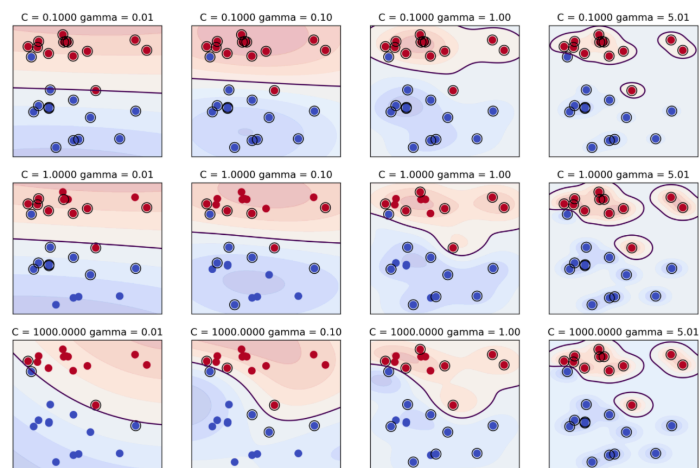 C = 0.1000 gamma = 0.01
C = 0.1000 gamma = 0.10
C = 0.1000 gamma = 1.00
C = 0.1000 gamma = 5.01
C = 1.0000 gamma = 0.01
C = 1.0000 gamma = 0.10
C = 1.0000 gamma = 1.00
C = 1.0000 gamma = 5.01
C = 1000.0000 gamma = 0.01
C = 1000.0000 gamma = 0.10
C = 1000.0000 gamma = 1.00
C = 1000.0000 gamma = 5.01